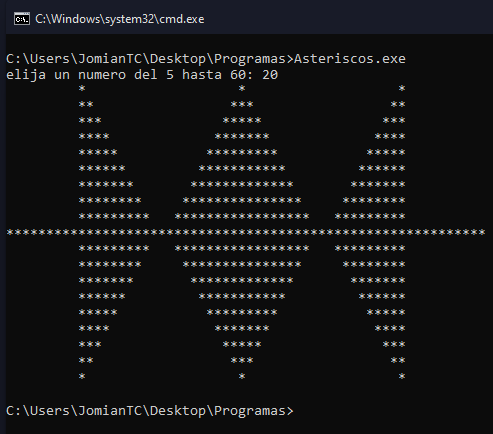 C:\Windows\system32\cmd.exe
C:\Users\JomianTC\Desktop\Programas>Asteriscos.exe
elija un numero del 5 hasta 60: 20
         *                   *                   *
         **                 ***                 **
         ***               *****               ***
         ****             *******             ****
         *****           *********           *****
         ******         ***********         ******
         *******       *************       *******
         ********     ***************     ********
         *********   *****************   *********
************************************************************
         *********   *****************   *********
         ********     ***************     ********
         *******       *************       *******
         ******         ***********         ******
         *****           *********           *****
         ****             *******             ****
         ***               *****               ***
         **                 ***                 **
         *                   *                   *
C:\Users\JomianTC\Desktop\Programas>